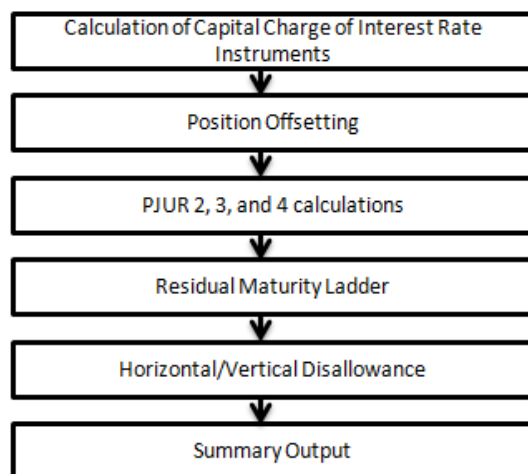 Calculation of Capital Charge of Interest Rate
Instruments
Position Offsetting
PJUR 2, 3, and 4 calculations
Residual Maturity Ladder
Horizontal/Vertical Disallowance
Summary Output